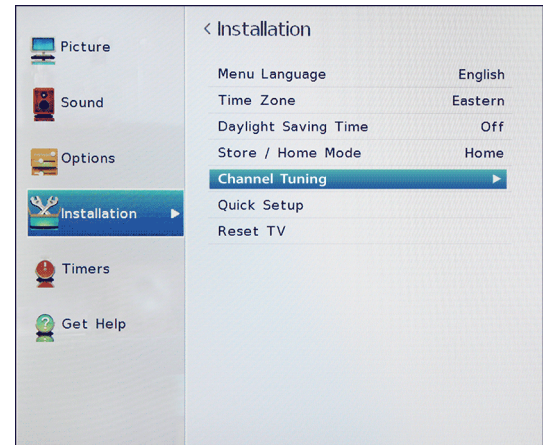 Picture
Sound
Options
Installation
Timers
Get Help
Installation
Menu Language English
Time Zone Eastern
Daylight Saving Time Off
Store / Home Mode Home
Channel Tuning
Quick Setup
Reset TV